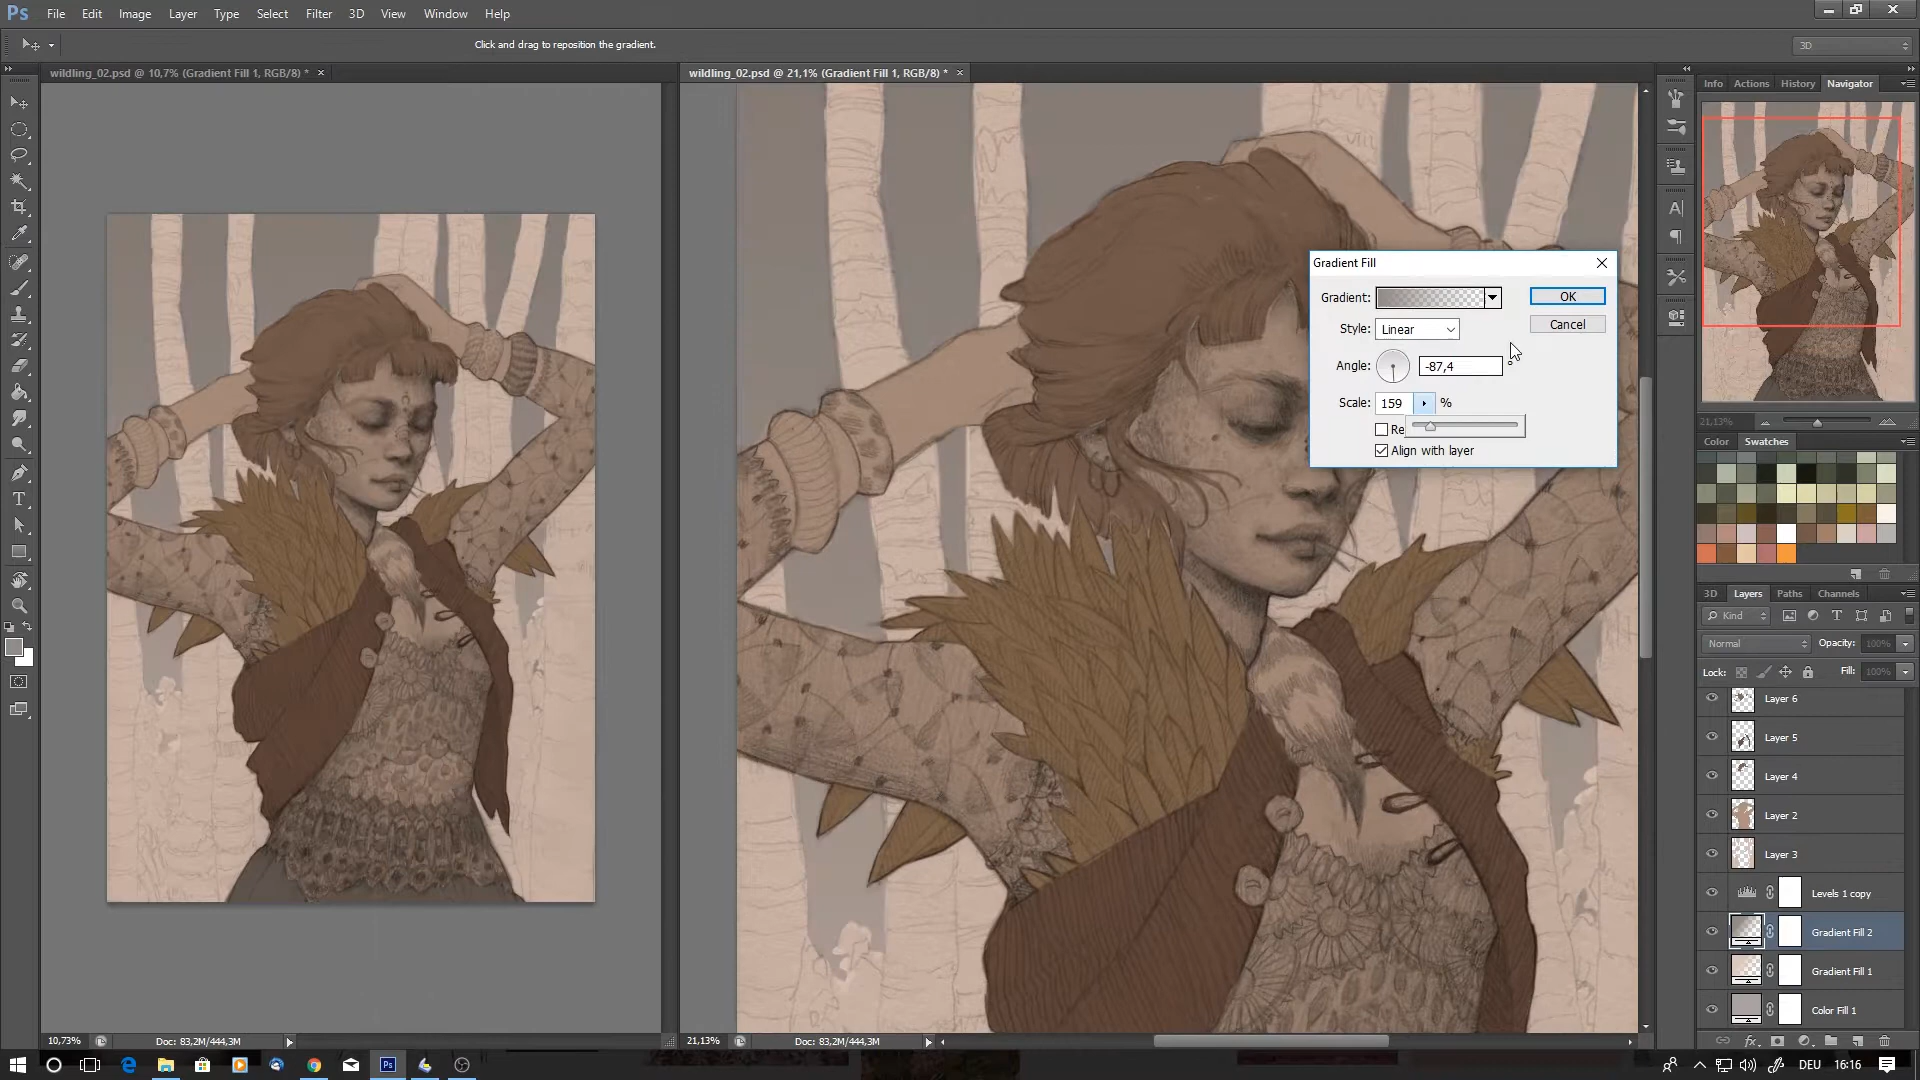 Ps File Edit Image Layer Type Select Filter 3D View Window Help
Click and drag to reposition the gradient.
3D
wildling_02.psd @ 10,7% (Gradient Fill 1, RGB/8) *
wildling_02.psd @ 21,1% (Gradient Fill 1, RGB/8) *
Info Actions History Navigator
Gradient Fill
Gradient:
OK
Style: Linear
Cancel
Angle: -87,4
Scale: 159 %
Re
Align with layer
21,13%
Color Swatches
3D Layers Paths Channels
Kind
Normal Opacity: 100%
Lock: Fill: 100%
Layer 6
Layer 5
Layer 4
Layer 2
Layer 3
Levels 1 copy
Gradient Fill 2
Gradient Fill 1
Color Fill 1
10,73% Doc: 83,2M/444,3M
21,13% Doc: 83,2M/444,3M
DEU 16:16